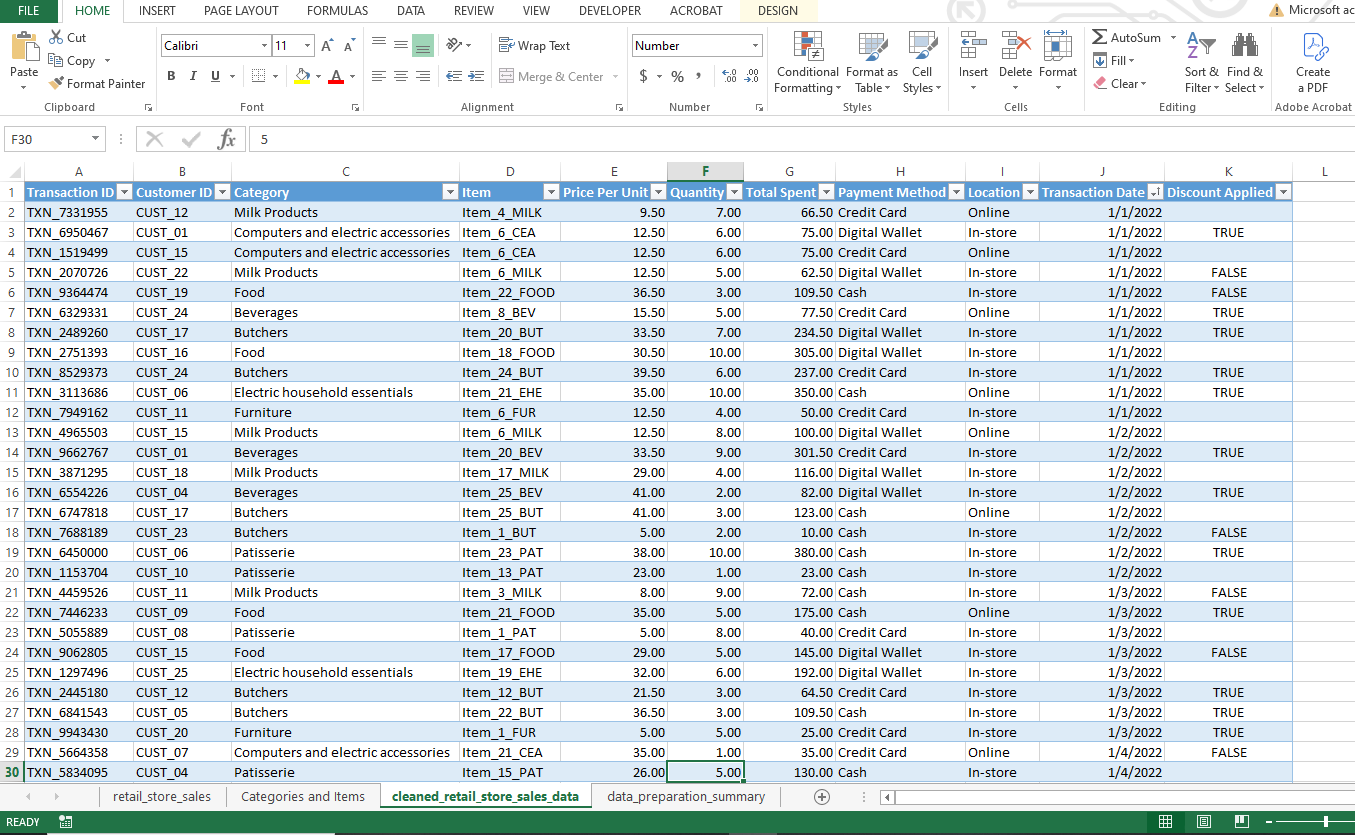 FILE HOME INSERT PAGE LAYOUT FORMULAS DATA REVIEW VIEW DEVELOPER ACROBAT DESIGN Microsoft ac
Cut Calibri 11 Wrap Text Number AutoSum
Copy Paste Conditional Formatting Format as Table Cell Styles Insert Delete Format Fill Sort & Filter Find & Select Create a PDF
Format Painter B I U Merge & Center $ % Clear
Clipboard Font Alignment Number Styles Cells Editing Adobe Acrobat
F30 fx 5
A B C D E F G H I J K L
1 Transaction ID Customer ID Category Item Price Per Unit Quantity Total Spent Payment Method Location Transaction Date Discount Applied
2 TXN_7331955 CUST_12 Milk Products Item_4_MILK 9.50 7.00 66.50 Credit Card Online 1/1/2022
3 TXN_6950467 CUST_01 Computers and electric accessories Item_6_CEA 12.50 6.00 75.00 Digital Wallet In-store 1/1/2022 TRUE
4 TXN_1519499 CUST_15 Computers and electric accessories Item_6_CEA 12.50 6.00 75.00 Credit Card Online 1/1/2022
5 TXN_2070726 CUST_22 Milk Products Item_6_MILK 12.50 5.00 62.50 Digital Wallet In-store 1/1/2022 FALSE
6 TXN_9364474 CUST_19 Food Item_22_FOOD 36.50 3.00 109.50 Cash In-store 1/1/2022 FALSE
7 TXN_6329331 CUST_24 Beverages Item_8_BEV 15.50 5.00 77.50 Credit Card Online 1/1/2022 TRUE
8 TXN_2489260 CUST_17 Butchers Item_20_BUT 33.50 7.00 234.50 Digital Wallet In-store 1/1/2022 TRUE
9 TXN_2751393 CUST_16 Food Item_18_FOOD 30.50 10.00 305.00 Digital Wallet In-store 1/1/2022
10 TXN_8529373 CUST_24 Butchers Item_24_BUT 39.50 6.00 237.00 Credit Card In-store 1/1/2022 TRUE
11 TXN_3113686 CUST_06 Electric household essentials Item_21_EHE 35.00 10.00 350.00 Cash Online 1/1/2022 TRUE
12 TXN_7949162 CUST_11 Furniture Item_6_FUR 12.50 4.00 50.00 Credit Card In-store 1/1/2022
13 TXN_4965503 CUST_15 Milk Products Item_6_MILK 12.50 8.00 100.00 Digital Wallet Online 1/2/2022
14 TXN_9662767 CUST_01 Beverages Item_20_BEV 33.50 9.00 301.50 Credit Card Online 1/2/2022 TRUE
15 TXN_3871295 CUST_18 Milk Products Item_17_MILK 29.00 4.00 116.00 Digital Wallet In-store 1/2/2022
16 TXN_6554226 CUST_04 Beverages Item_25_BEV 41.00 2.00 82.00 Digital Wallet In-store 1/2/2022 TRUE
17 TXN_6747818 CUST_17 Butchers Item_25_BUT 41.00 3.00 123.00 Cash Online 1/2/2022
18 TXN_7688189 CUST_23 Butchers Item_1_BUT 5.00 2.00 10.00 Cash In-store 1/2/2022 FALSE
19 TXN_6450000 CUST_06 Patisserie Item_23_PAT 38.00 10.00 380.00 Cash In-store 1/2/2022 TRUE
20 TXN_1153704 CUST_10 Patisserie Item_13_PAT 23.00 1.00 23.00 Cash In-store 1/2/2022
21 TXN_4459526 CUST_11 Milk Products Item_3_MILK 8.00 9.00 72.00 Cash In-store 1/3/2022 FALSE
22 TXN_7446233 CUST_09 Food Item_21_FOOD 35.00 5.00 175.00 Cash Online 1/3/2022 TRUE
23 TXN_5055889 CUST_08 Patisserie Item_1_PAT 5.00 8.00 40.00 Credit Card In-store 1/3/2022
24 TXN_9062805 CUST_15 Food Item_17_FOOD 29.00 5.00 145.00 Digital Wallet In-store 1/3/2022 FALSE
25 TXN_1297496 CUST_25 Electric household essentials Item_19_EHE 32.00 6.00 192.00 Digital Wallet In-store 1/3/2022
26 TXN_2445180 CUST_12 Butchers Item_12_BUT 21.50 3.00 64.50 Credit Card In-store 1/3/2022 TRUE
27 TXN_6841543 CUST_05 Butchers Item_22_BUT 36.50 3.00 109.50 Cash In-store 1/3/2022 TRUE
28 TXN_9943430 CUST_20 Furniture Item_1_FUR 5.00 5.00 25.00 Credit Card In-store 1/3/2022 TRUE
29 TXN_5664358 CUST_07 Computers and electric accessories Item_21_CEA 35.00 1.00 35.00 Credit Card Online 1/4/2022 FALSE
30 TXN_5834095 CUST_04 Patisserie Item_15_PAT 26.00 5.00 130.00 Cash In-store 1/4/2022
retail_store_sales Categories and Items cleaned_retail_store_sales_data data_preparation_summary
READY